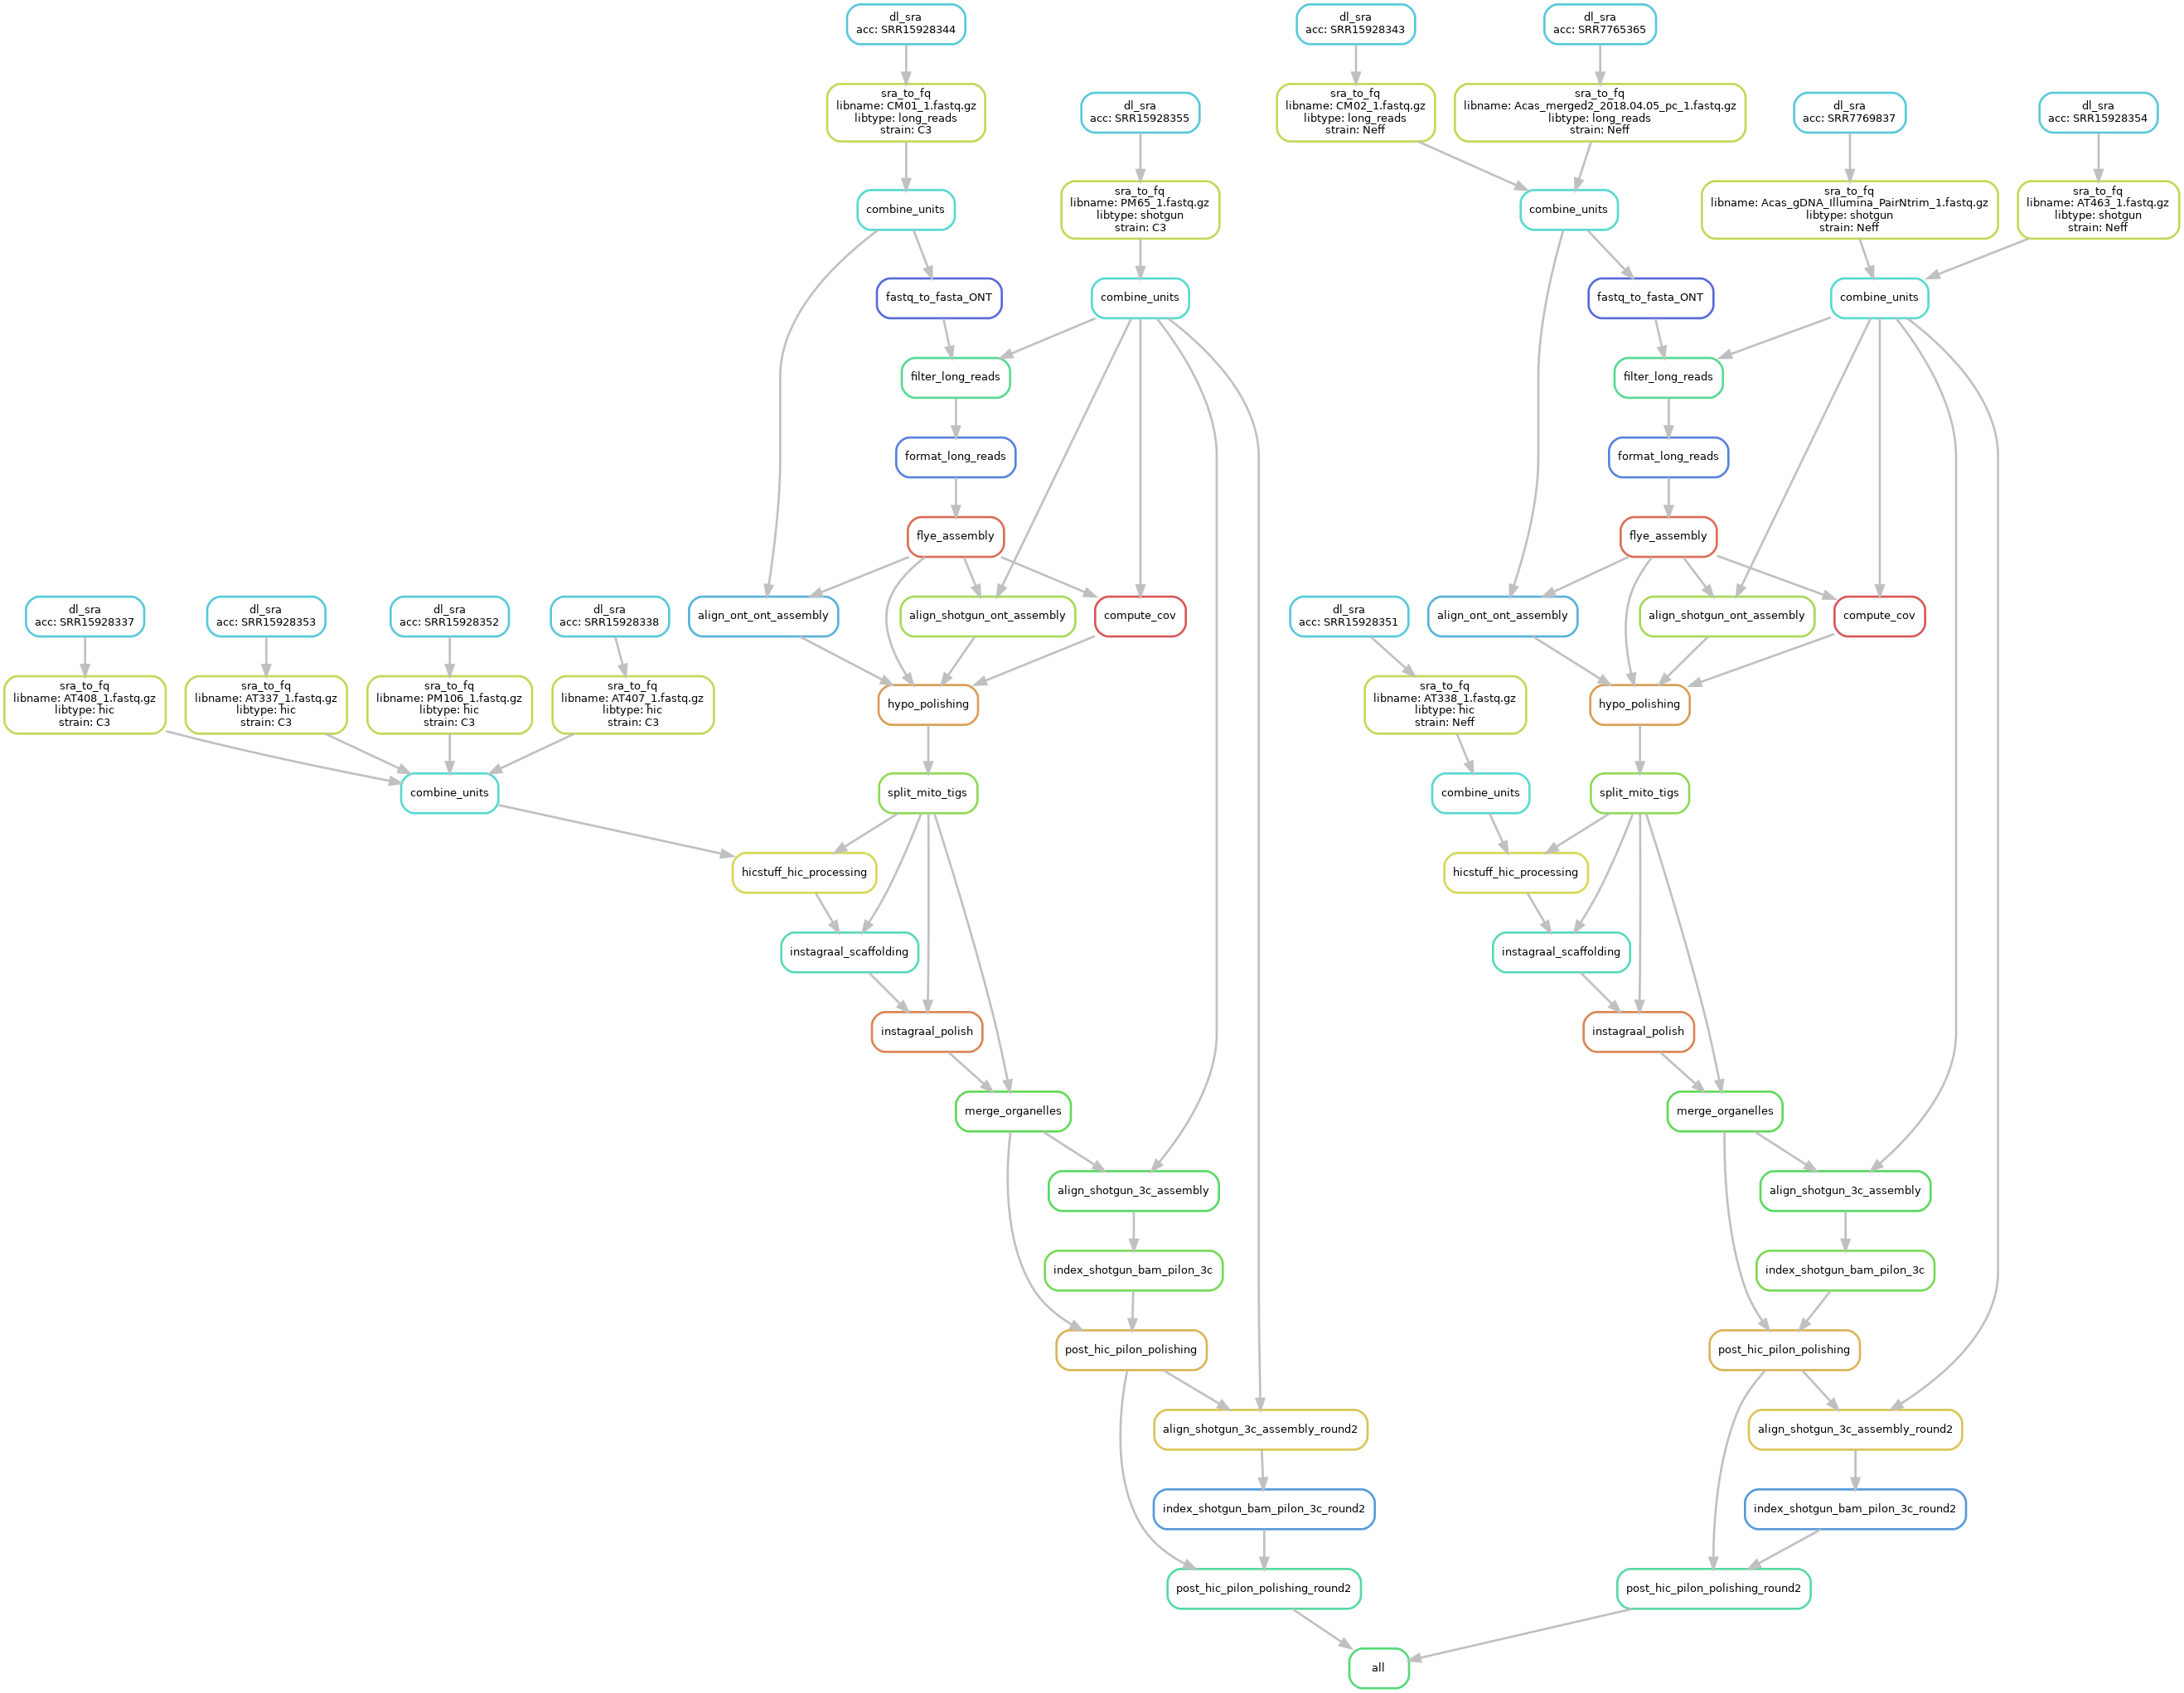 dl_sra
acc: SRR15928344
dl_sra
acc: SRR15928343
dl_sra
acc: SRR7765365
sra_to_fq
libname: CM01_1.fastq.gz
libtype: long_reads
strain: C3
dl_sra
acc: SRR15928355
sra_to_fq
libname: CM02_1.fastq.gz
libtype: long_reads
strain: Neff
sra_to_fq
libname: Acas_merged2_2018.04.05_pc_1.fastq.gz
libtype: long_reads
strain: Neff
dl_sra
acc: SRR7769837
dl_sra
acc: SRR15928354
combine_units
sra_to_fq
libname: PM65_1.fastq.gz
libtype: shotgun
strain: C3
combine_units
sra_to_fq
libname: Acas_gDNA_Illumina_PairNtrim_1.fastq.gz
libtype: shotgun
strain: Neff
sra_to_fq
libname: AT463_1.fastq.gz
libtype: shotgun
strain: Neff
fastq_to_fasta_ONT
combine_units
fastq_to_fasta_ONT
combine_units
filter_long_reads
filter_long_reads
format_long_reads
format_long_reads
flye_assembly
flye_assembly
dl_sra
acc: SRR15928337
dl_sra
acc: SRR15928353
dl_sra
acc: SRR15928352
dl_sra
acc: SRR15928338
align_ont_ont_assembly
align_shotgun_ont_assembly
compute_cov
dl_sra
acc: SRR15928351
align_ont_ont_assembly
align_shotgun_ont_assembly
compute_cov
sra_to_fq
libname: AT408_1.fastq.gz
libtype: hic
strain: C3
sra_to_fq
libname: AT337_1.fastq.gz
libtype: hic
strain: C3
sra_to_fq
libname: PM106_1.fastq.gz
libtype: hic
strain: C3
sra_to_fq
libname: AT407_1.fastq.gz
libtype: hic
strain: C3
hypo_polishing
sra_to_fq
libname: AT338_1.fastq.gz
libtype: hic
strain: Neff
hypo_polishing
combine_units
split_mito_tigs
combine_units
split_mito_tigs
hicstuff_hic_processing
hicstuff_hic_processing
instagraal_scaffolding
instagraal_scaffolding
instagraal_polish
instagraal_polish
merge_organelles
merge_organelles
align_shotgun_3c_assembly
align_shotgun_3c_assembly
index_shotgun_bam_pilon_3c
index_shotgun_bam_pilon_3c
post_hic_pilon_polishing
post_hic_pilon_polishing
align_shotgun_3c_assembly_round2
align_shotgun_3c_assembly_round2
index_shotgun_bam_pilon_3c_round2
index_shotgun_bam_pilon_3c_round2
post_hic_pilon_polishing_round2
post_hic_pilon_polishing_round2
all